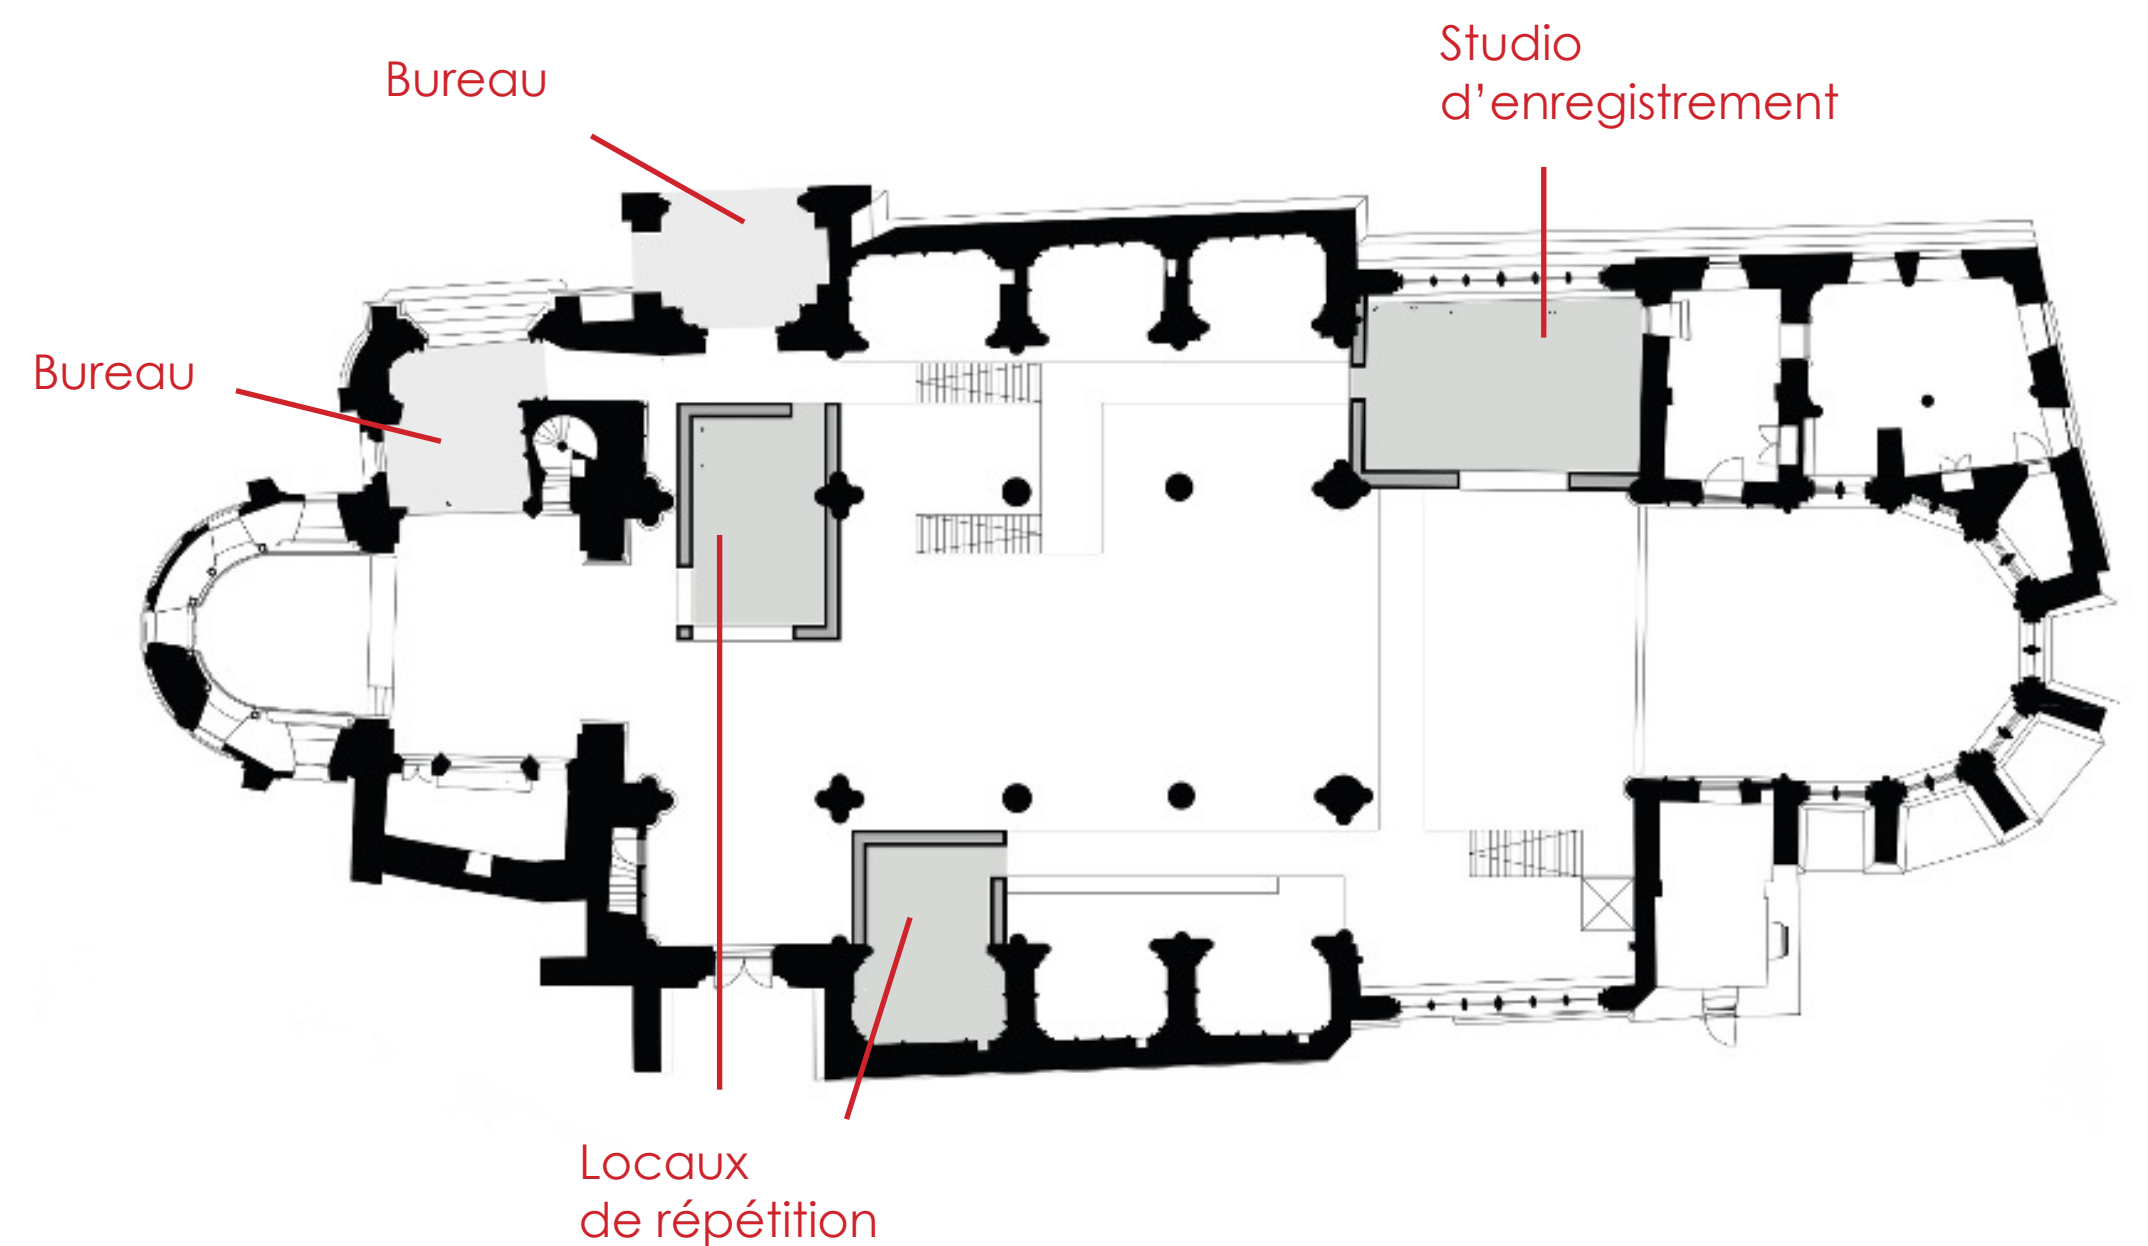 Studio
d’enregistrement
Bureau
Bureau
Locaux
de répétition